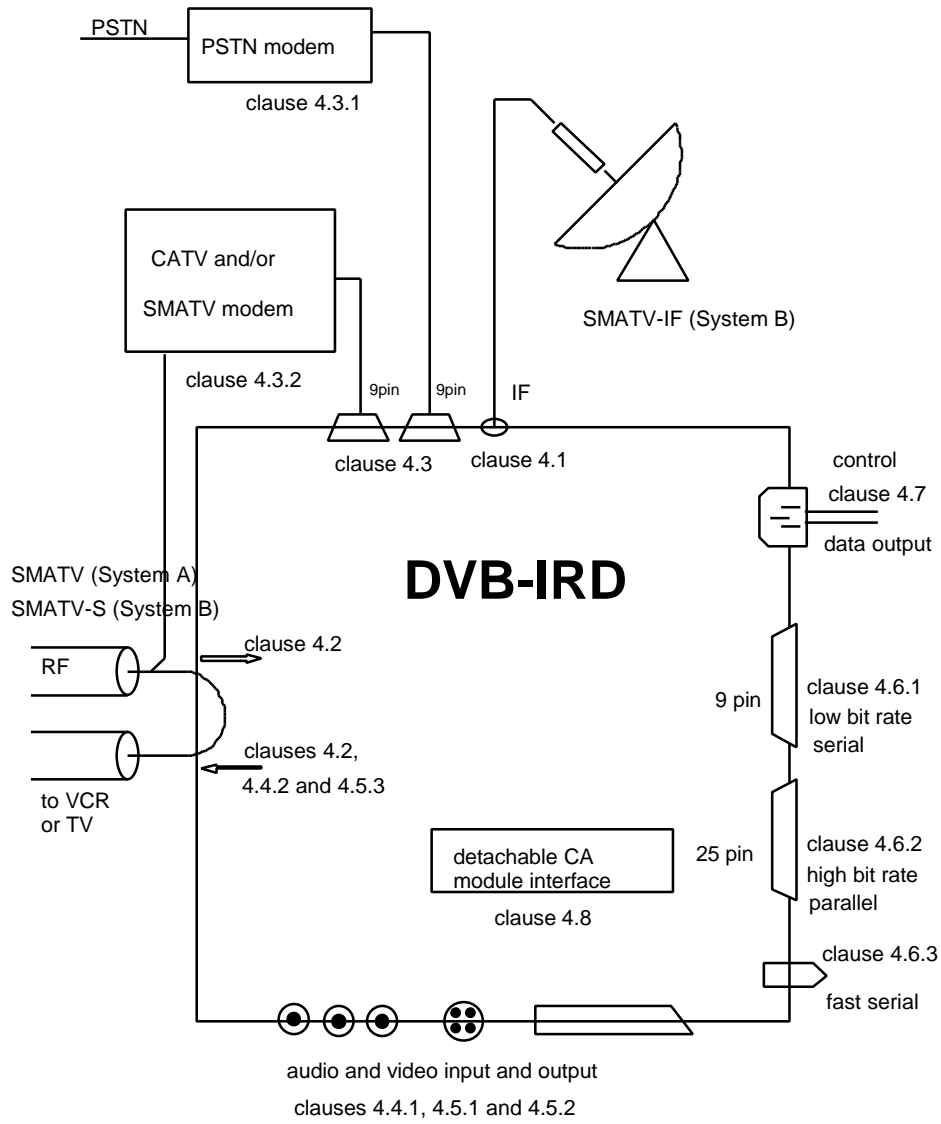 PSTN
PSTN modem
clause 4.3.1
CATV and/or
SMATV modem
SMATV-IF (System B)
clause 4.3.2
9pin
9pin
IF
clause 4.3
clause 4.1
control
clause 4.7
data output
DVB-IRD
SMATV (System A)
SMATV-S (System B)
RF
clause 4.2
9 pin
clause 4.6.1
low bit rate
serial
clauses 4.2,
4.4.2 and 4.5.3
to VCR
or TV
detachable CA
module interface
clause 4.8
25 pin
clause 4.6.2
high bit rate
parallel
clause 4.6.3
fast serial
audio and video input and output
clauses 4.4.1, 4.5.1 and 4.5.2